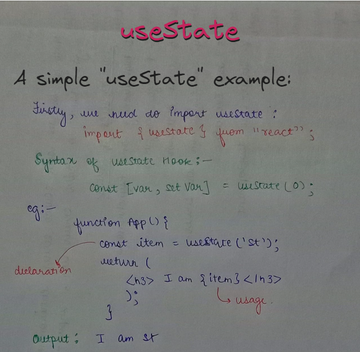 useState
A simple "useState" example:
Firstly, we need do import useState :
import { useState } from "react";
Syntax of useState Hook :-
const [var, set Var] = useState (0);
eg:-
function App() {
const item = useState ('St');
declaration
return (
<h3> I am {item} </h3>
);
usage.
}
Output : I am St